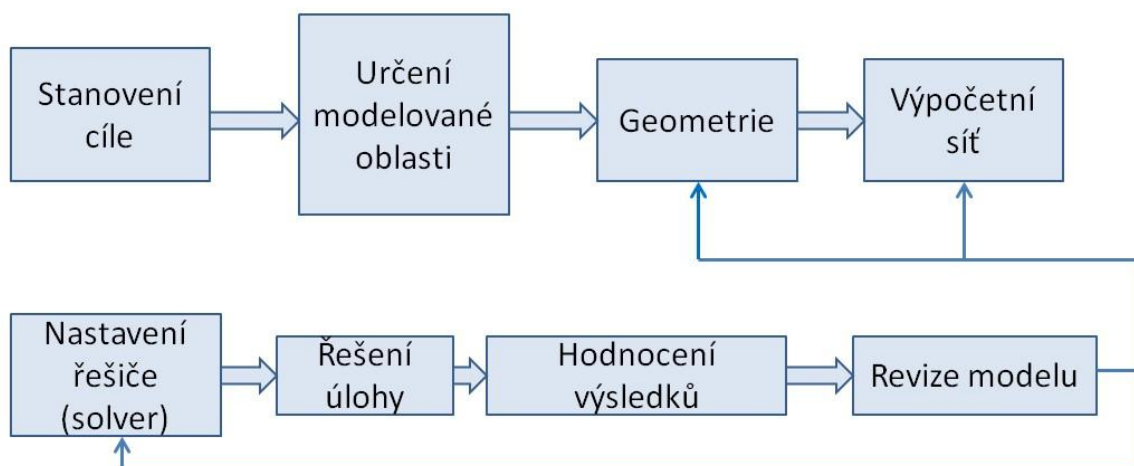 Stanovení
cíle
Určení
modelované
oblasti
Geometrie
Výpočetní
síť
Nastavení
řešiče
(solver)
Řešení
úlohy
Hodnocení
výsledků
Revize modelu